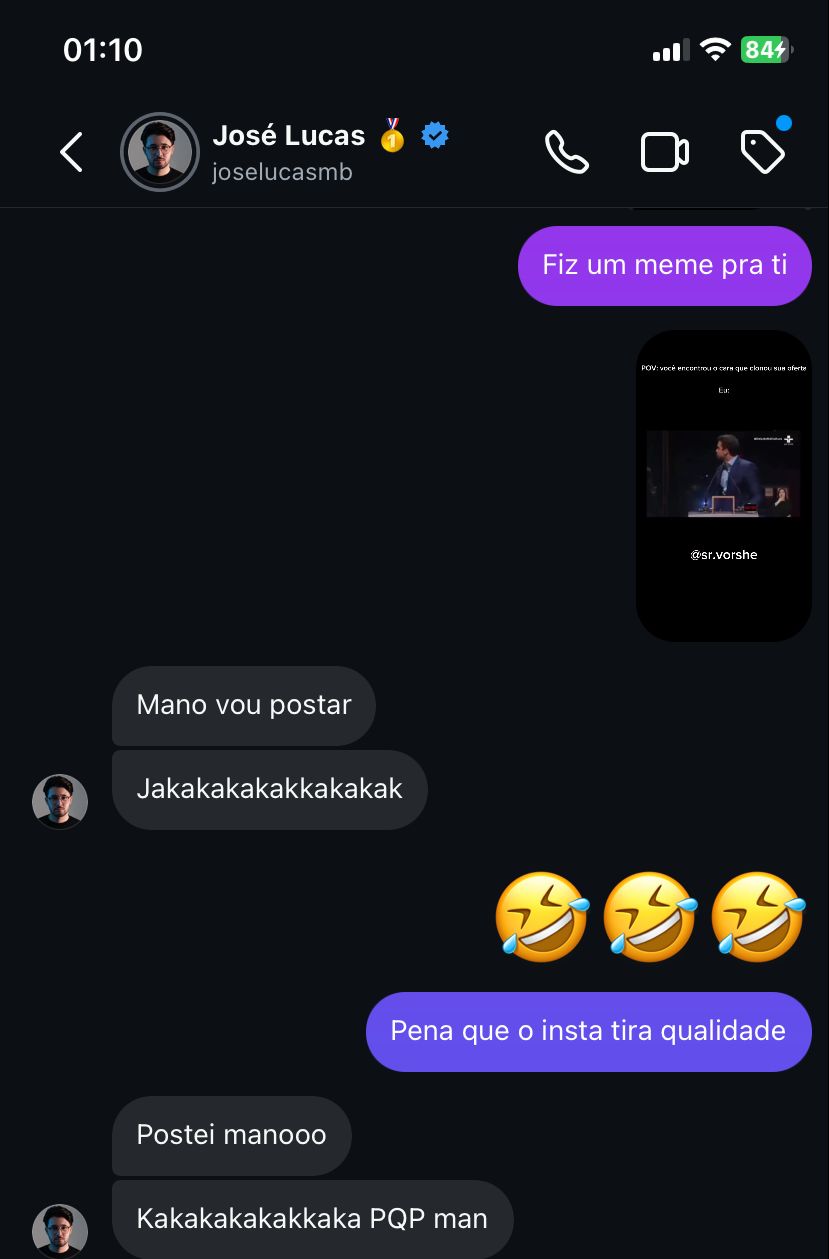 01:10
84
José Lucas
joselucasmb
Fiz um meme pra ti
POV: você encontrou o cara que clonou sua oferta
Eu:
@sr.vorshe
Mano vou postar
Jakakakakakkakakak
Pena que o insta tira qualidade
Postei manooo
Kakakakakakkaka PQP man